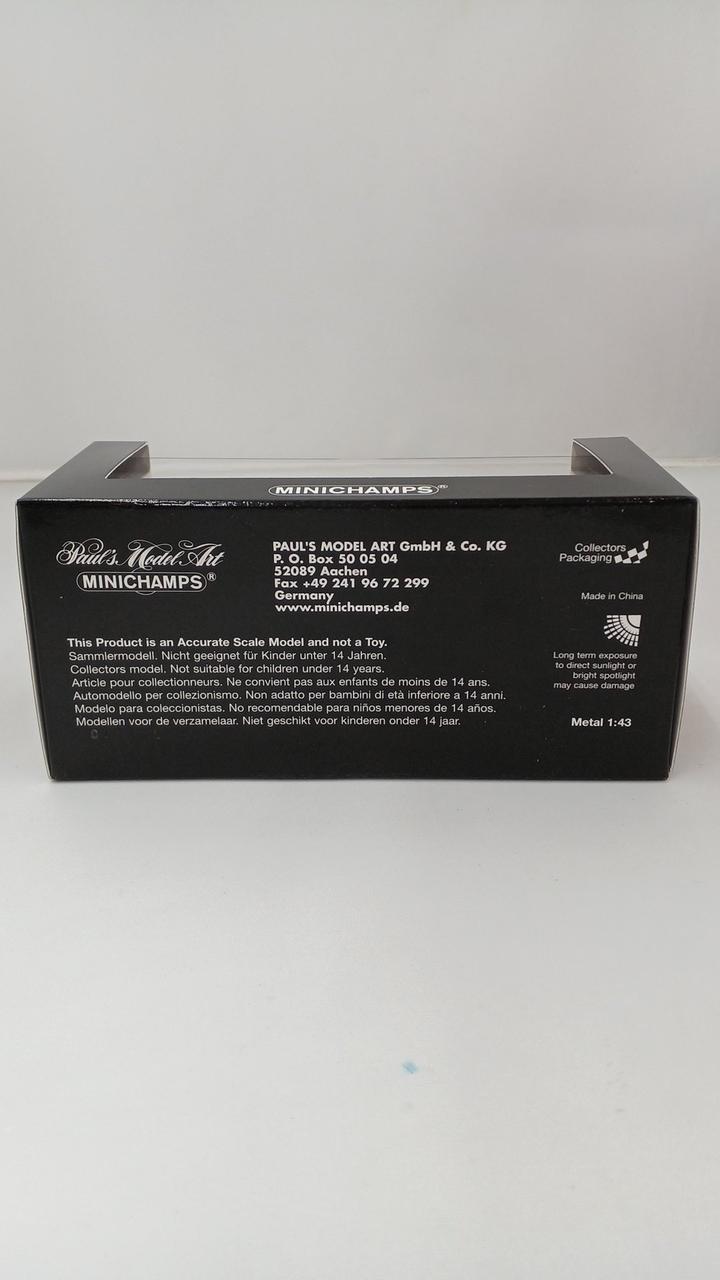 MINICHAMPS®
Paul's Model Art
MINICHAMPS®
PAUL'S MODEL ART GmbH & Co. KG
P. O. Box 50 05 04
52089 Aachen
Fax +49 241 96 72 299
Germany
www.minichamps.de
Collectors
Packaging
Made in China
Long term exposure
to direct sunlight or
bright spotlight
may cause damage
Metal 1:43
This Product is an Accurate Scale Model and not a Toy.
Sammlermodell. Nicht geeignet für Kinder unter 14 Jahren.
Collectors model. Not suitable for children under 14 years.
Article pour collectionneurs. Ne convient pas aux enfants de moins de 14 ans.
Automodello per collezionismo. Non adatto per bambini di età inferiore a 14 anni.
Modelo para coleccionistas. No recomendable para niños menores de 14 años.
Modellen voor de verzamelaar. Niet geschikt voor kinderen onder 14 jaar.